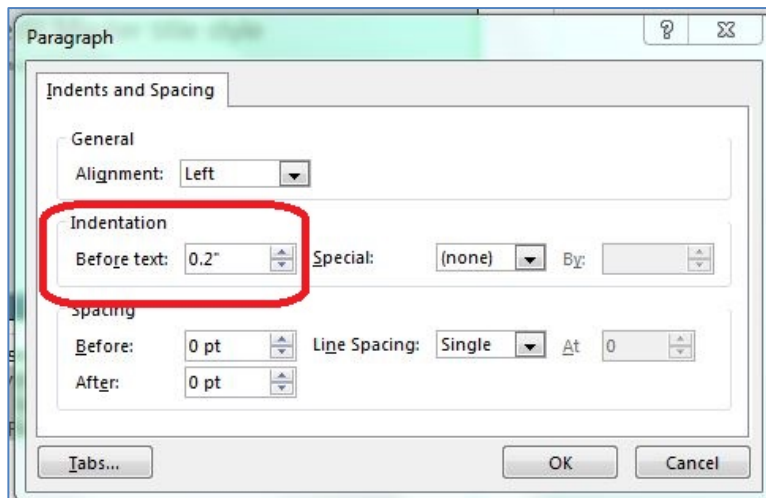 Paragraph
Indents and Spacing
General
Alignment: Left
Indentation
Before text: 0.2" Special: (none) By:
Spacing
Before: 0 pt Line Spacing: Single At 0
After: 0 pt
Tabs... OK Cancel